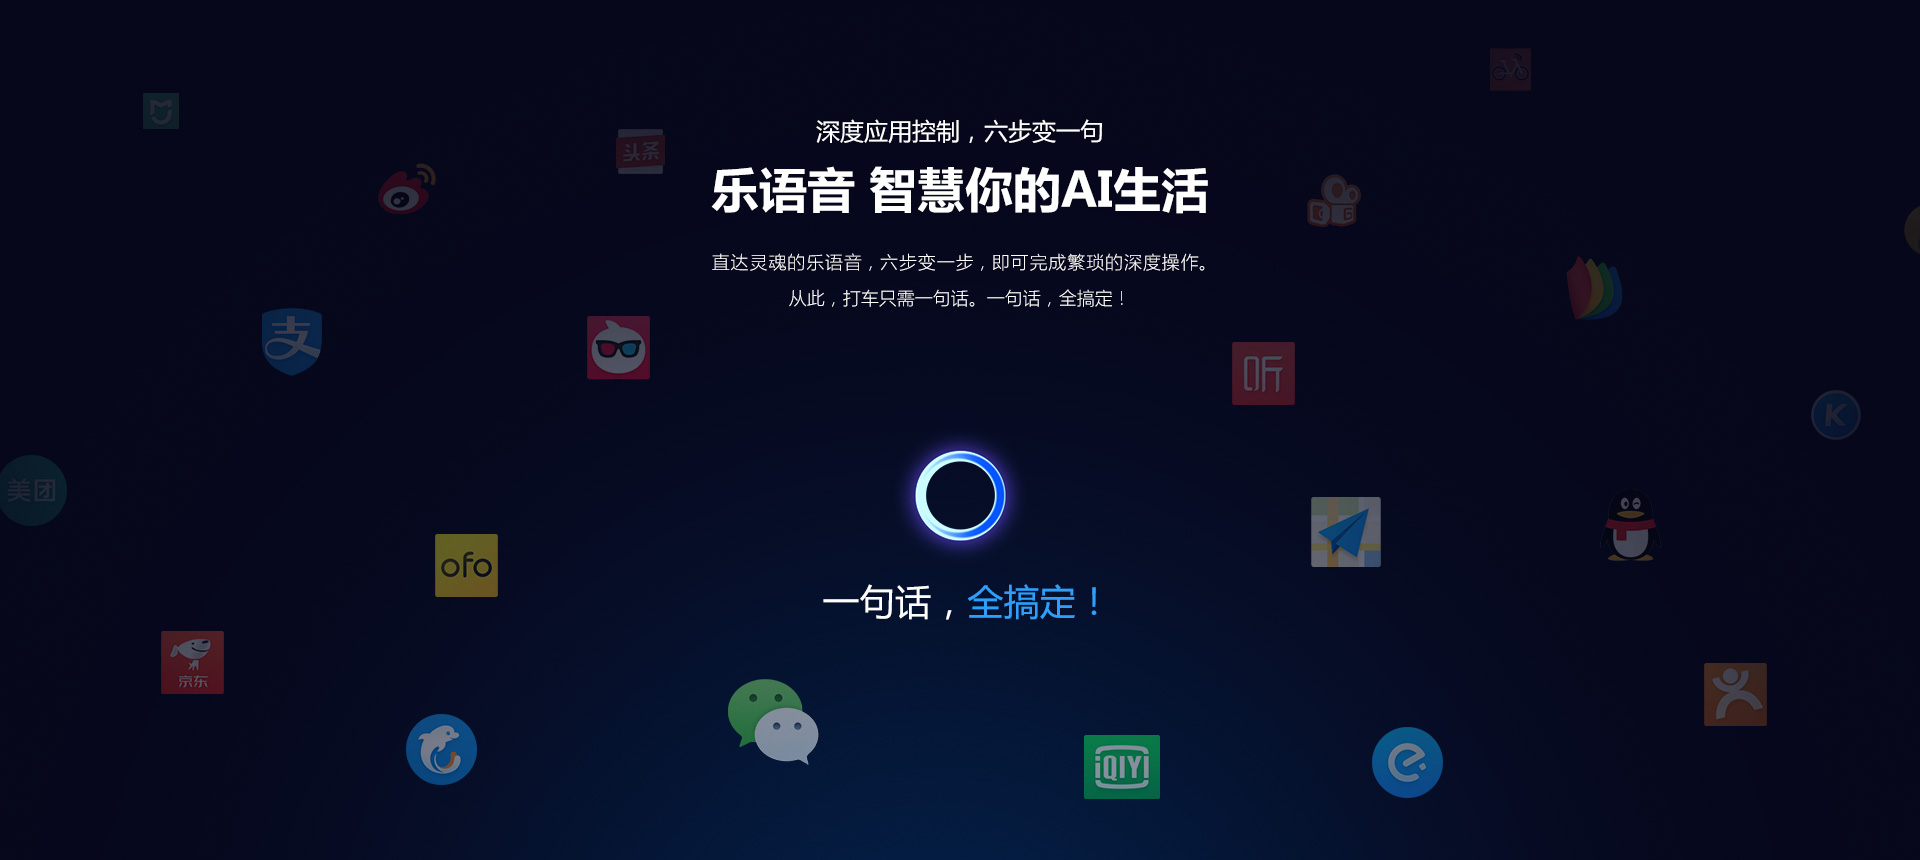 深度应用控制，六步变一句
头条
乐语音 智慧你的AI生活
直达灵魂的乐语音，六步变一步，即可完成繁琐的深度操作。
从此，打车只需一句话。一句话，全搞定！
支
听
K
美团
ofo
一句话，全搞定！
京东
iQIYI